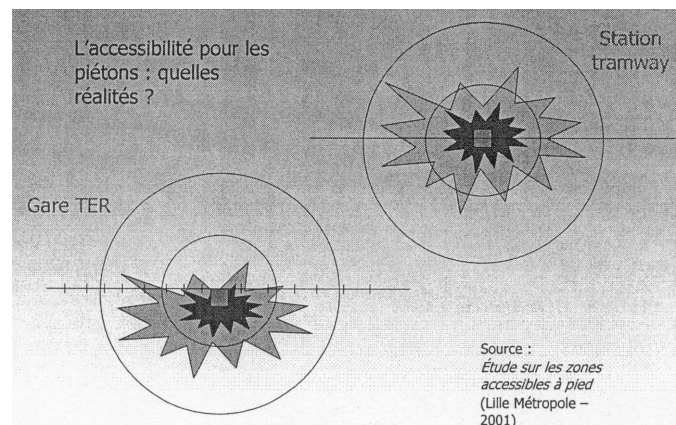 L'accessibilité pour les
piétons : quelles
réalités ?
Station
tramway
Gare TER
Source :
Étude sur les zones
accessibles à pied
(Lille Métropole –
2001)